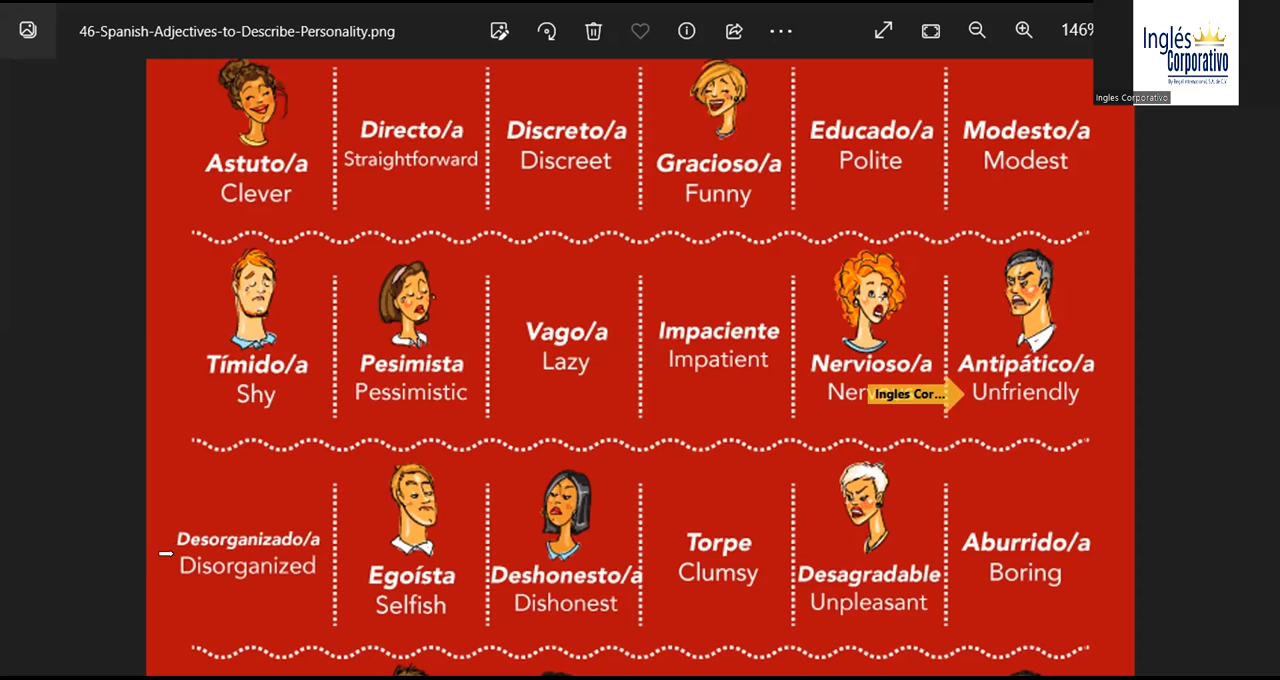 46-Spanish-Adjectives-to-Describe-Personality.png
146%
Inglés
Corporativo
Ingles Corporativo
Astuto/a
Clever
Directo/a
Straightforward
Discreto/a
Discreet
Gracioso/a
Funny
Educado/a
Polite
Modesto/a
Modest
Tímido/a
Shy
Pesimista
Pessimistic
Vago/a
Lazy
Impaciente
Impatient
Nervioso/a
Ingles Cor...
Antipático/a
Unfriendly
Desorganizado/a
Disorganized
Egoísta
Selfish
Deshonesto/a
Dishonest
Torpe
Clumsy
Desagradable
Unpleasant
Aburrido/a
Boring